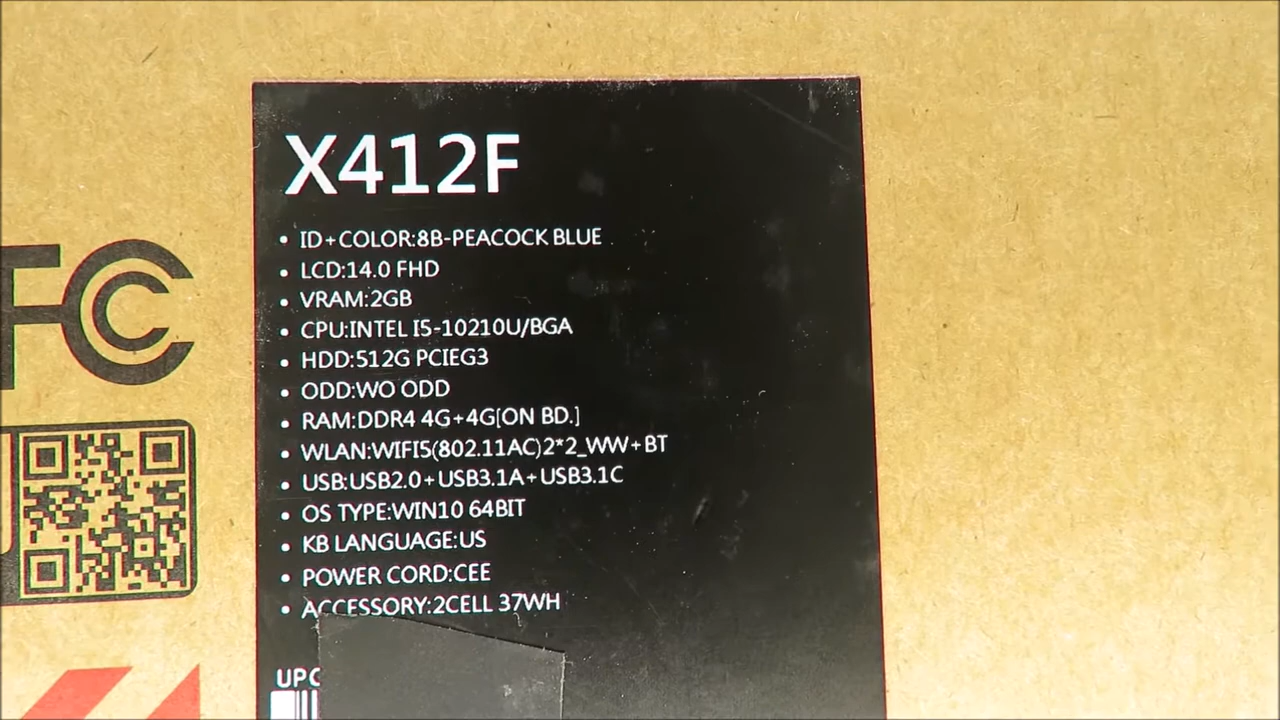 X412F
• ID+COLOR:8B-PEACOCK BLUE
• LCD:14.0 FHD
• VRAM:2GB
• CPU:INTEL I5-10210U/BGA
• HDD:512G PCIEG3
• ODD:WO ODD
• RAM:DDR4 4G+4G[ON BD.]
• WLAN:WIFI5(802.11AC)2*2_WW+BT
• USB:USB2.0+USB3.1A+USB3.1C
• OS TYPE:WIN10 64BIT
• KB LANGUAGE:US
• POWER CORD:CEE
• ACCESSORY:2CELL 37WH
UPC